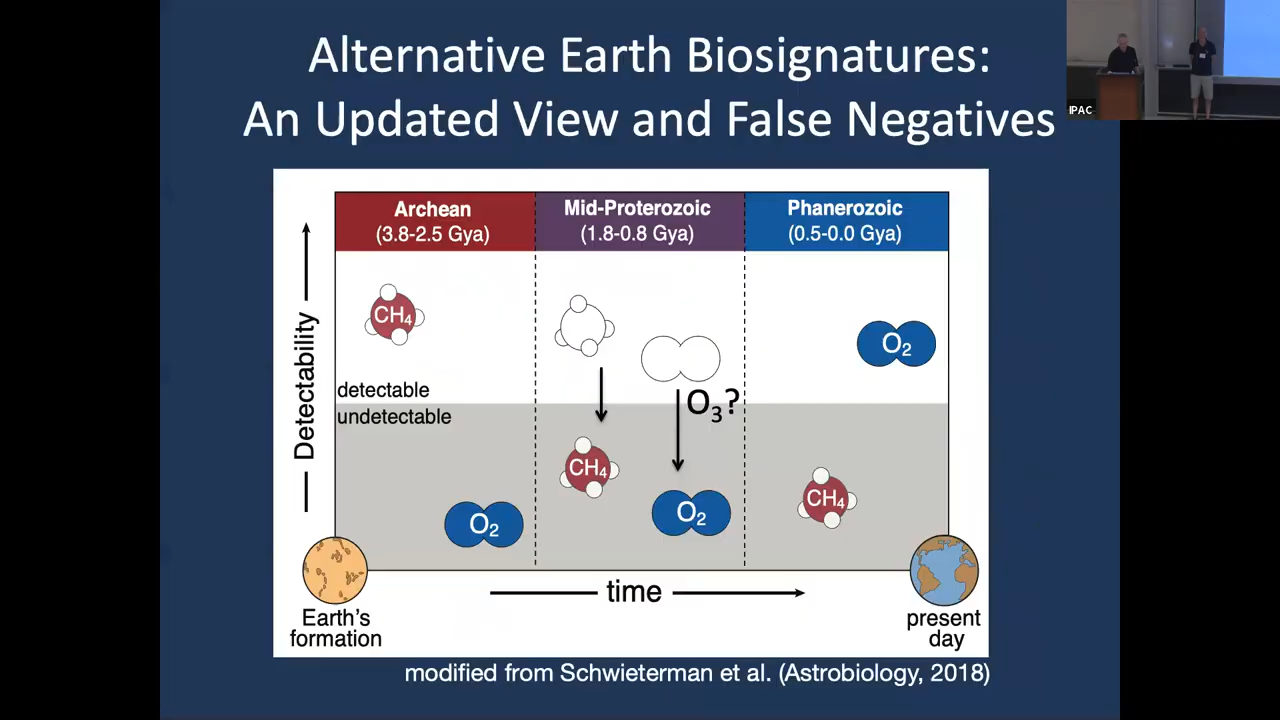 Alternative Earth Biosignatures:
An Updated View and False Negatives
IPAC
Archean
(3.8-2.5 Gya)
Mid-Proterozoic
(1.8-0.8 Gya)
Phanerozoic
(0.5-0.0 Gya)
Detectability
CH₄
O₂
detectable
undetectable
O₃?
CH₄
O₂
O₂
CH₄
time
Earth's
formation
present
day
modified from Schwieterman et al. (Astrobiology, 2018)